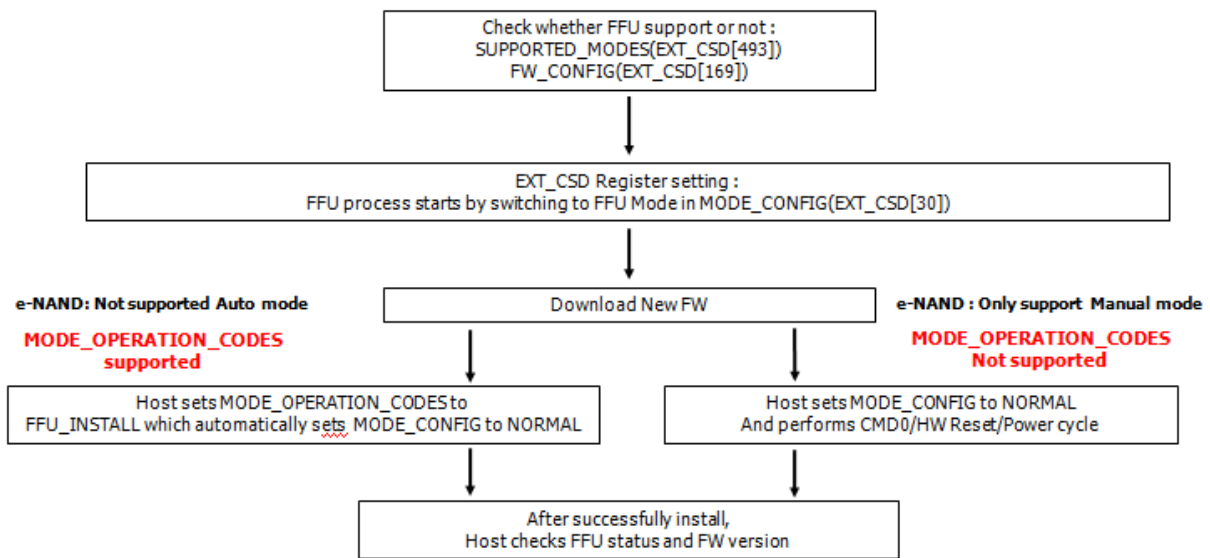 Check whether FFU support or not :
SUPPORTED_MODES(EXT_CSD[493])
FW_CONFIG(EXT_CSD[169])
EXT_CSD Register setting :
FFU process starts by switching to FFU Mode in MODE_CONFIG(EXT_CSD[30])
Download New FW
e-NAND: Not supported Auto mode
MODE_OPERATION_CODES
supported
e-NAND : Only support Manual mode
MODE_OPERATION_CODES
Not supported
Host sets MODE_OPERATION_CODES to
FFU_INSTALL which automatically sets MODE_CONFIG to NORMAL
Host sets MODE_CONFIG to NORMAL
And performs CMD0/HW Reset/Power cycle
After successfully install,
Host checks FFU status and FW version